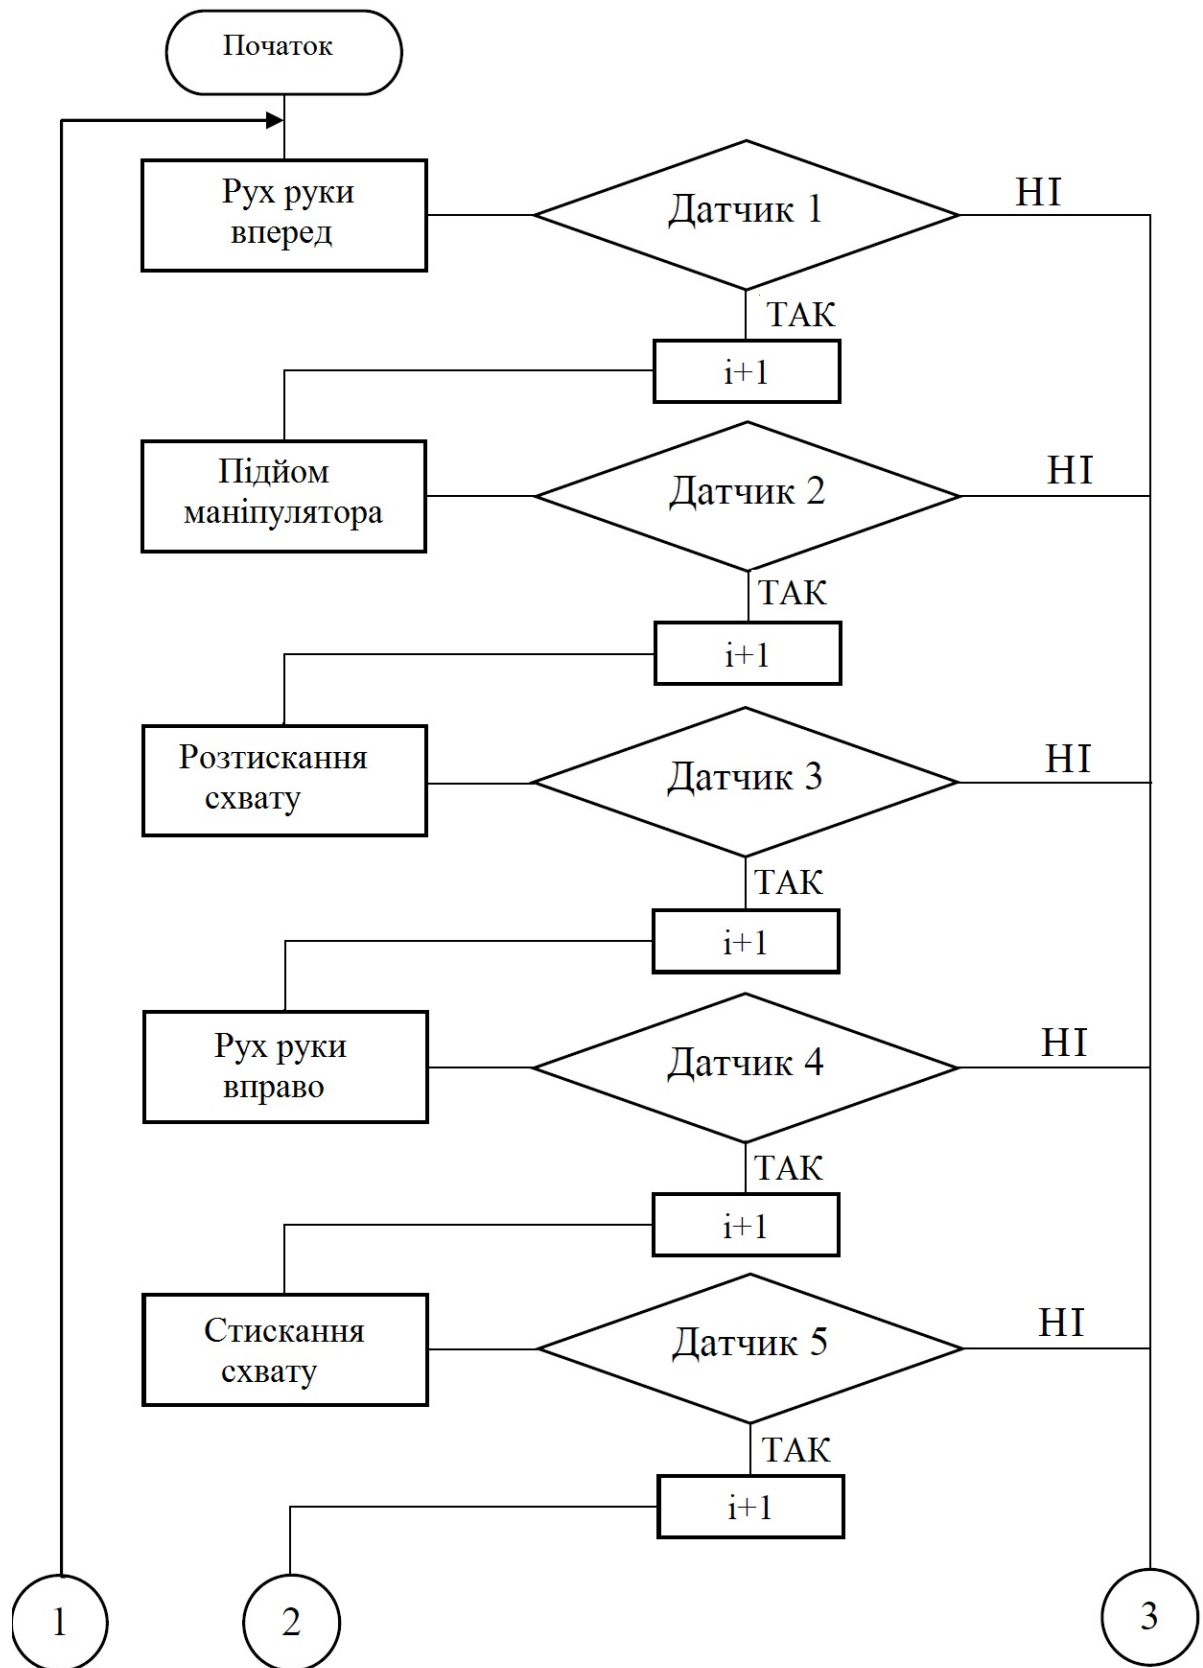 Початок
Рух руки
вперед
Датчик 1
НІ
ТАК
i+1
Підйом
маніпулятора
Датчик 2
НІ
ТАК
i+1
Розтискання
схвату
Датчик 3
НІ
ТАК
i+1
Рух руки
вправо
Датчик 4
НІ
ТАК
i+1
Стискання
схвату
Датчик 5
НІ
ТАК
i+1
1
2
3